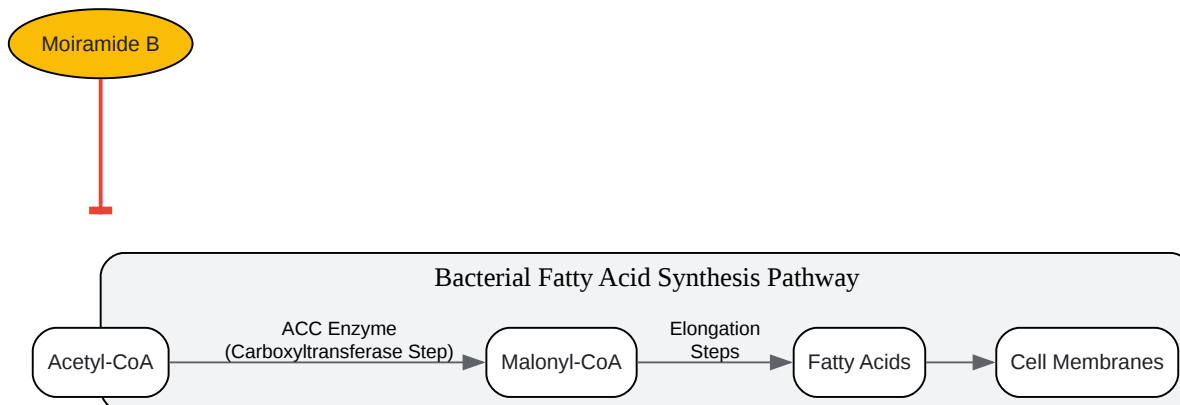 Moiramide B
Bacterial Fatty Acid Synthesis Pathway
ACC Enzyme
(Carboxyltransferase Step)
Elongation
Steps
Acetyl-CoA
Malonyl-CoA
Fatty Acids
Cell Membranes